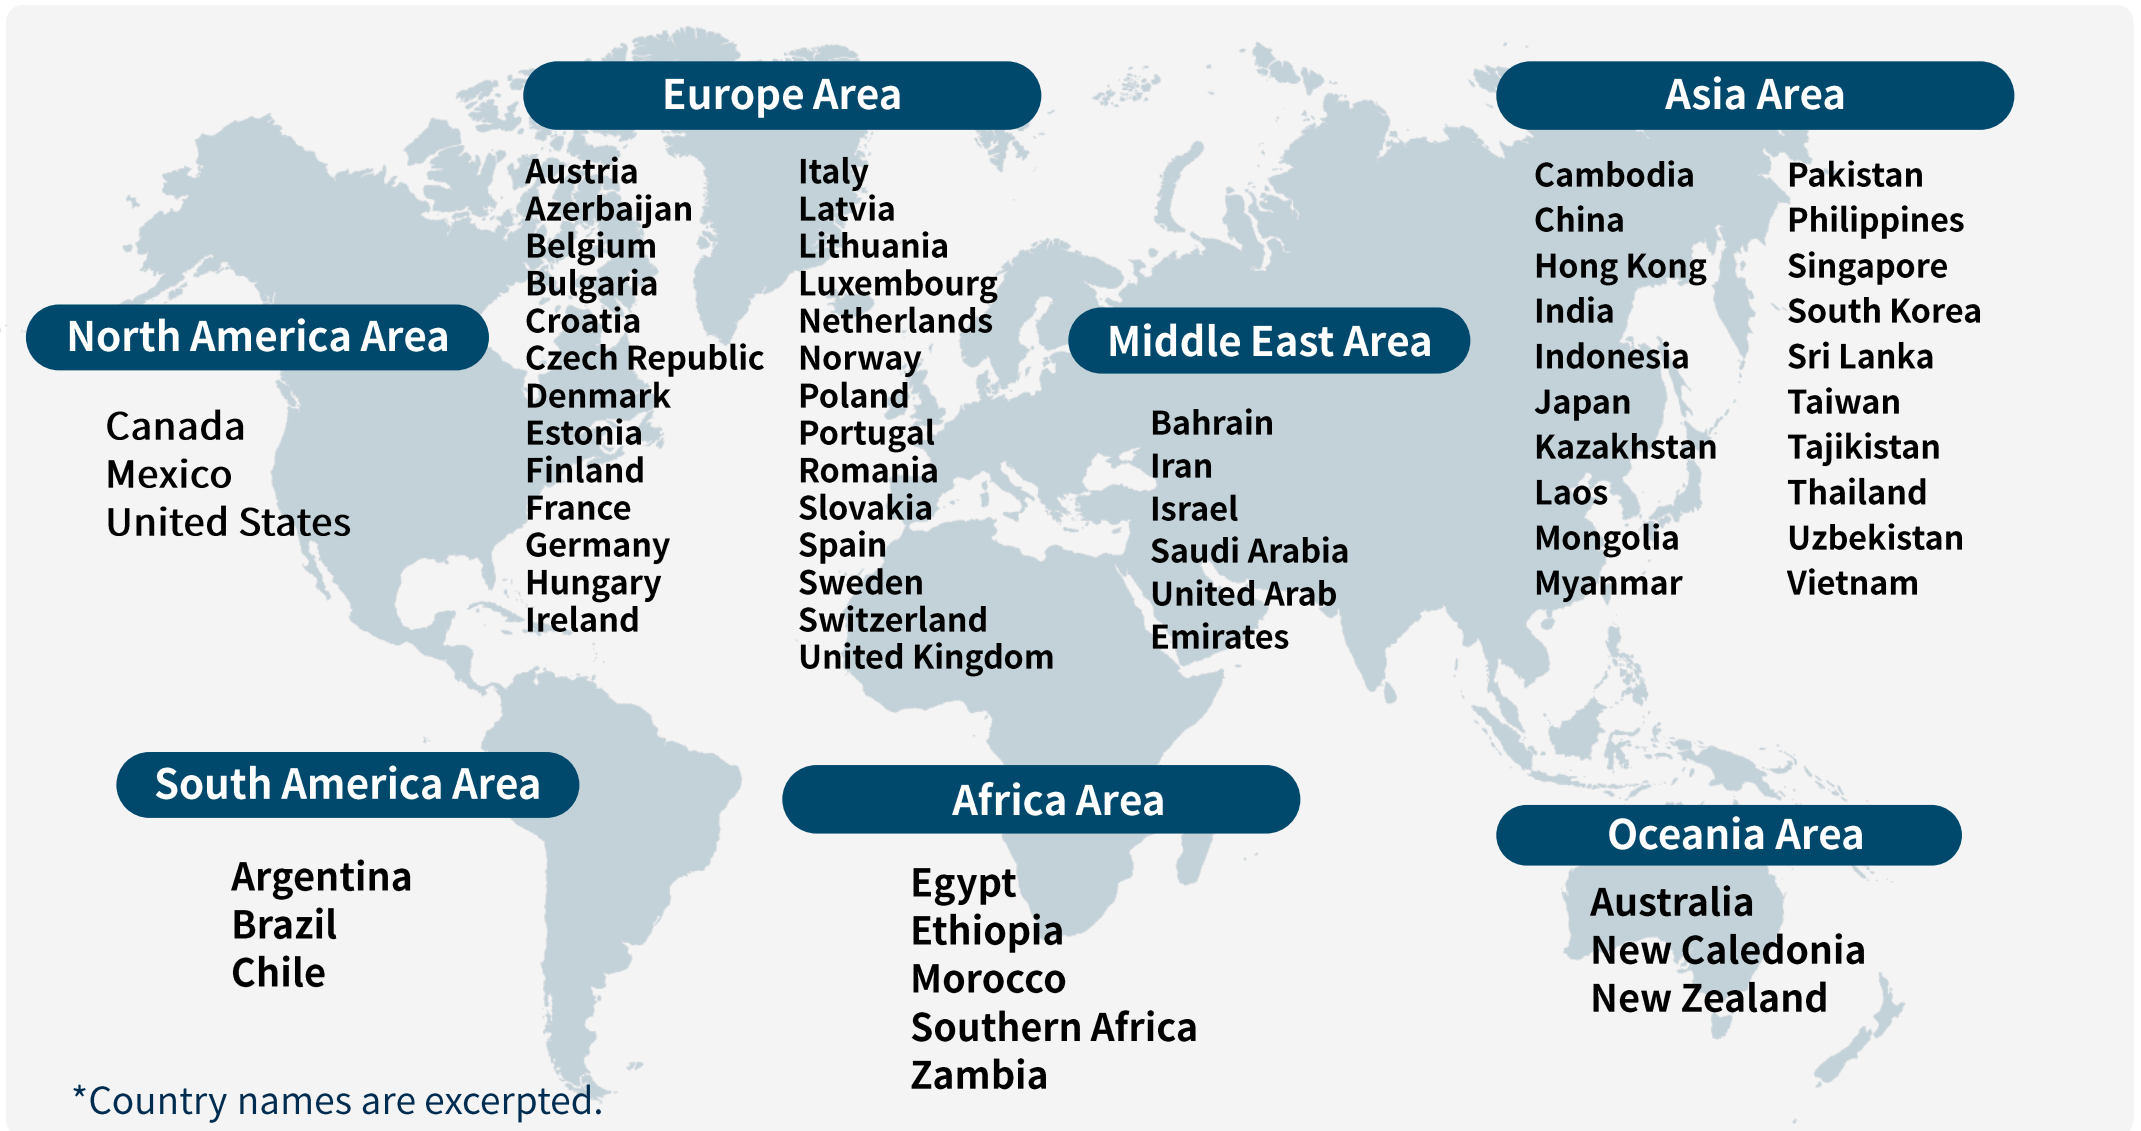 Europe Area
Austria
Azerbaijan
Belgium
Bulgaria
Croatia
Czech Republic
Denmark
Estonia
Finland
France
Germany
Hungary
Ireland
Italy
Latvia
Lithuania
Luxembourg
Netherlands
Norway
Poland
Portugal
Romania
Slovakia
Spain
Sweden
Switzerland
United Kingdom
Asia Area
Cambodia
China
Hong Kong
India
Indonesia
Japan
Kazakhstan
Laos
Mongolia
Myanmar
Pakistan
Philippines
Singapore
South Korea
Sri Lanka
Taiwan
Tajikistan
Thailand
Uzbekistan
Vietnam
North America Area
Canada
Mexico
United States
Middle East Area
Bahrain
Iran
Israel
Saudi Arabia
United Arab
Emirates
South America Area
Argentina
Brazil
Chile
Africa Area
Egypt
Ethiopia
Morocco
Southern Africa
Zambia
Oceania Area
Australia
New Caledonia
New Zealand
*Country names are excerpted.